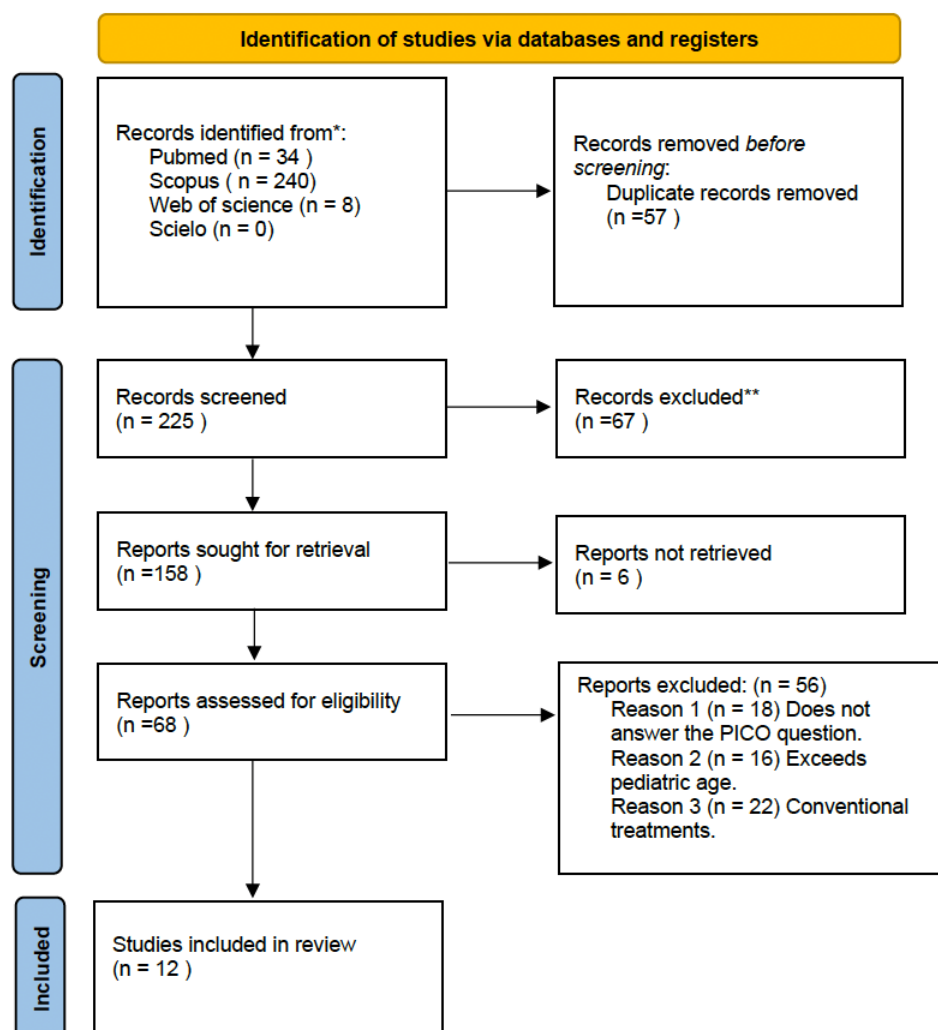 Identification of studies via databases and registers
Identification
Records identified from*:
Pubmed (n = 34 )
Scopus ( n = 240)
Web of science (n = 8)
Scielo (n = 0)
Records removed before
screening:
Duplicate records removed
(n =57 )
Screening
Records screened
(n = 225 )
Records excluded**
(n =67 )
Reports sought for retrieval
(n =158 )
Reports not retrieved
(n = 6 )
Reports assessed for eligibility
(n =68 )
Reports excluded: (n = 56)
Reason 1 (n = 18) Does not
answer the PICO question.
Reason 2 (n = 16) Exceeds
pediatric age.
Reason 3 (n = 22) Conventional
treatments.
Included
Studies included in review
(n = 12 )